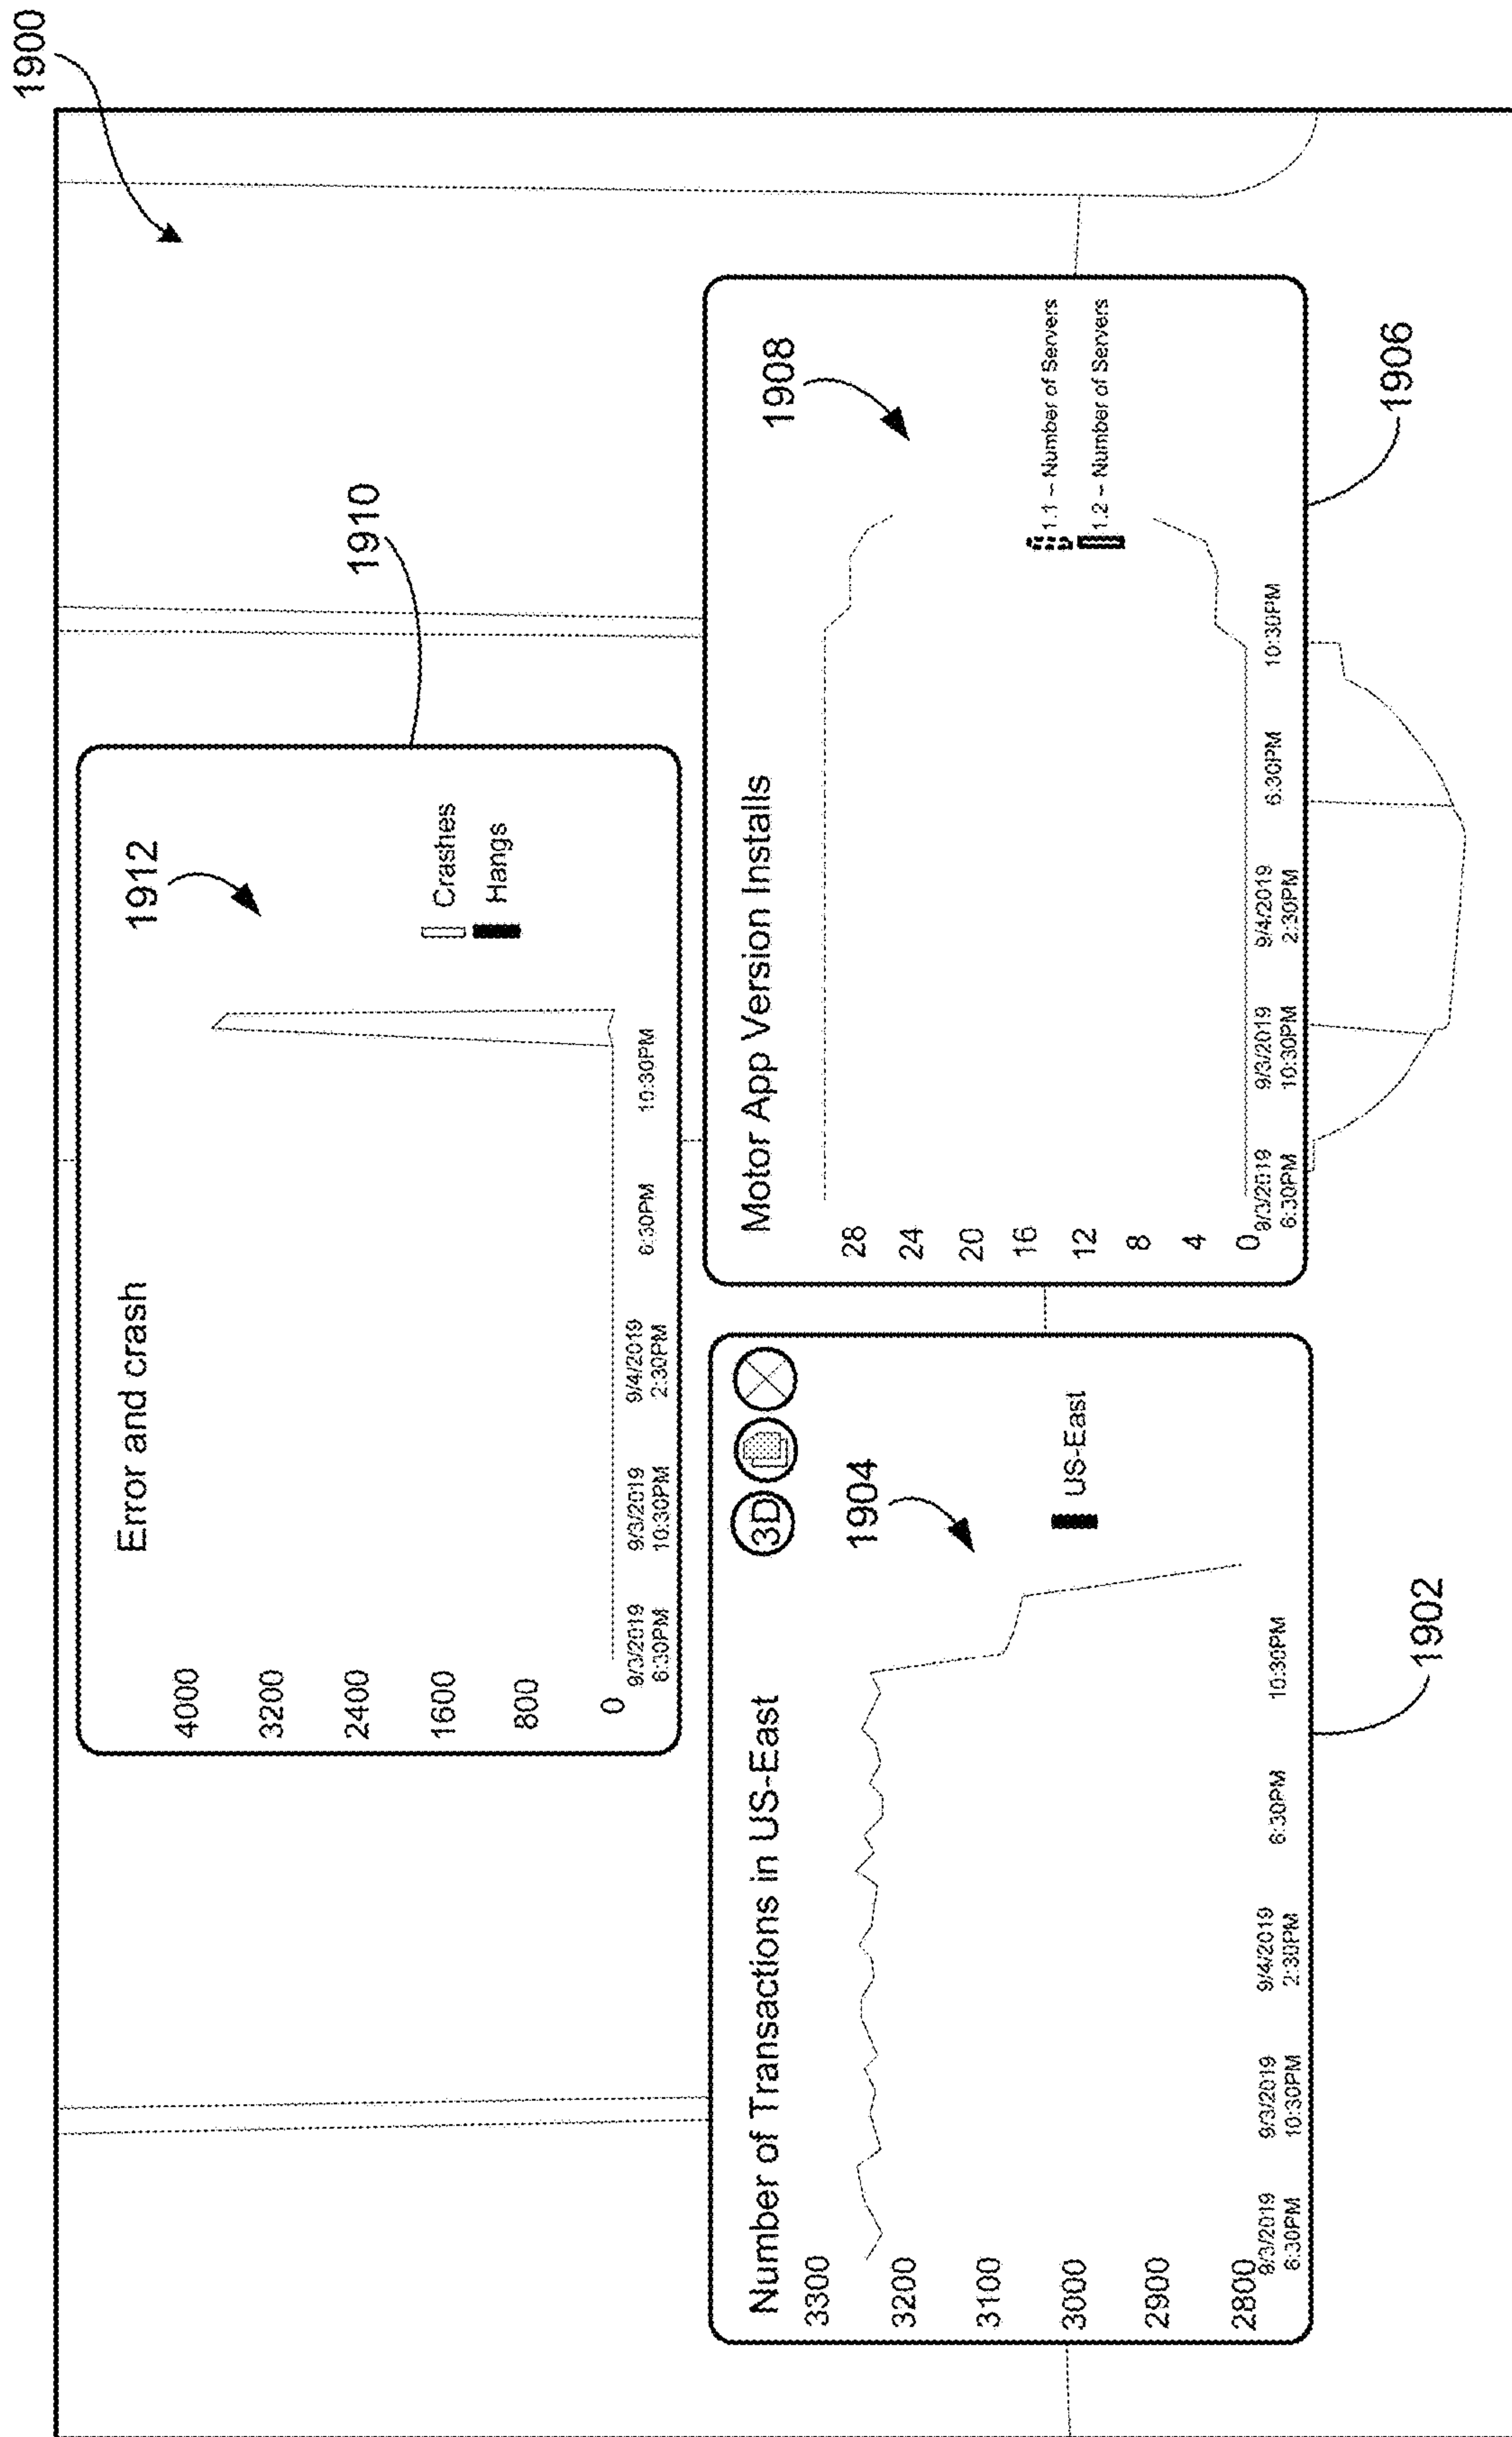 1900
1910
1912
Error and crash
4000
3200
2400
1600
800
0
Crashes
Hangs
9/3/2019
6:30PM
9/3/2019
10:30PM
9/4/2019
2:30PM
6:30PM
10:30PM
Number of Transactions in US-East
3D
1904
3300
3200
3100
3000
2900
2800
US-East
9/3/2019
6:30PM
9/3/2019
10:30PM
9/4/2019
2:30PM
6:30PM
10:30PM
1902
Motor App Version Installs
1908
28
24
20
16
12
8
4
0
1.1 – Number of Servers
1.2 – Number of Servers
9/3/2019
6:30PM
9/3/2019
10:30PM
9/4/2019
2:30PM
6:30PM
10:30PM
1906